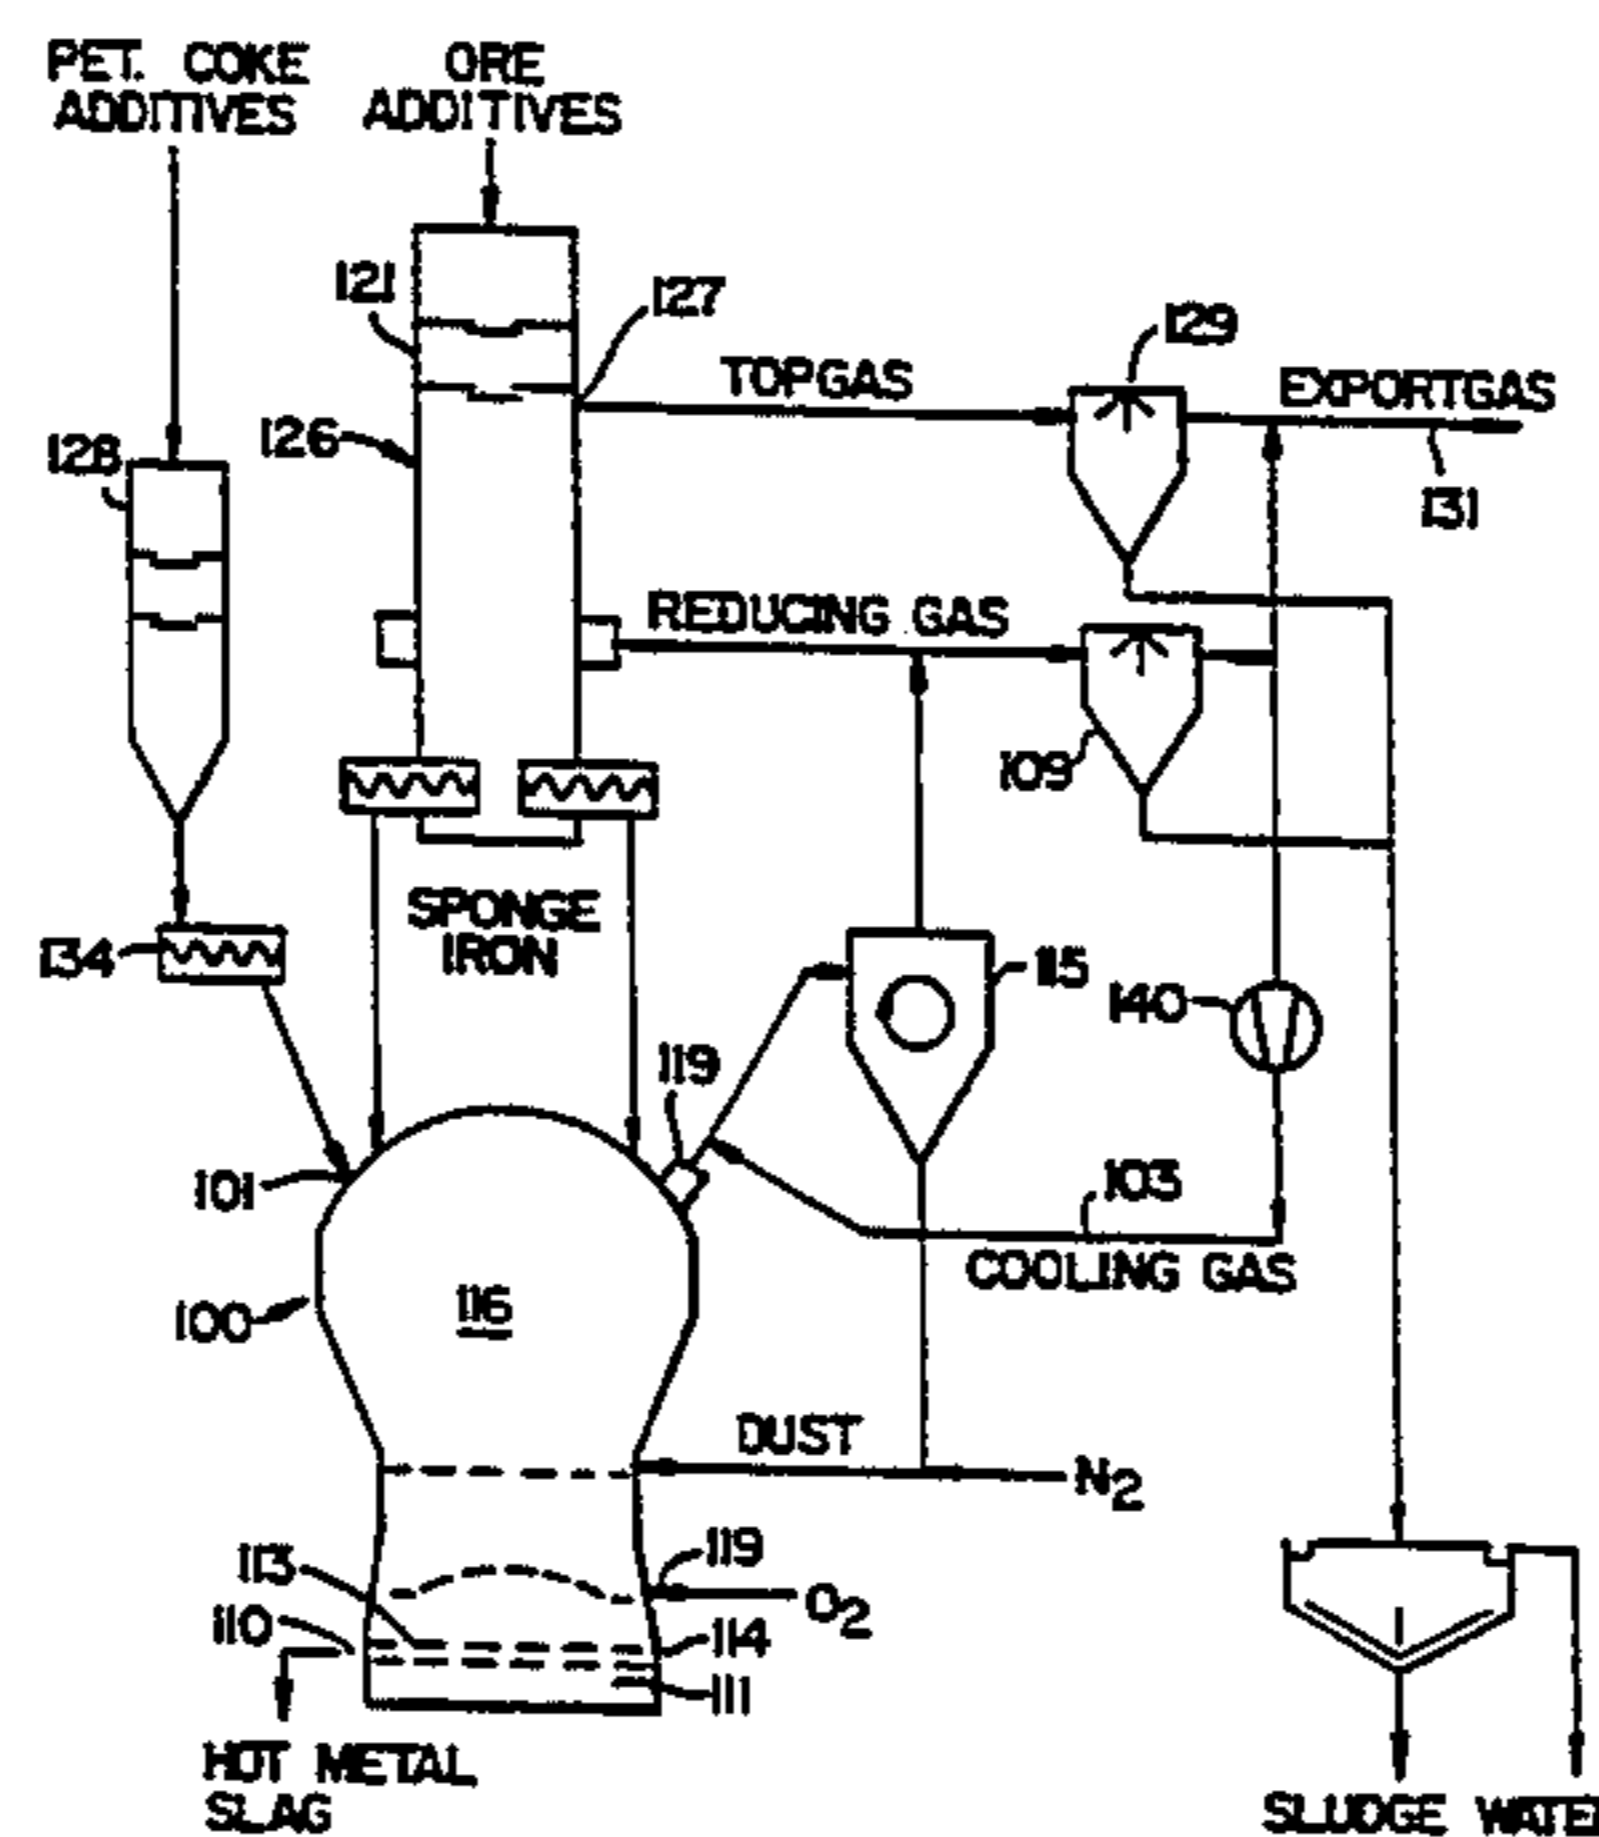 PET. COKE
ADDITIVES
ORE
ADDITIVES
121
127
129
TOPGAS
EXPORTGAS
126
128
131
REDUCING GAS
109
SPONGE
IRON
134
115
140
119
101
103
COOLING GAS
100
116
DUST
N2
113
119
O2
110
114
111
HOT METAL
SLAG
SLUDGE WATE